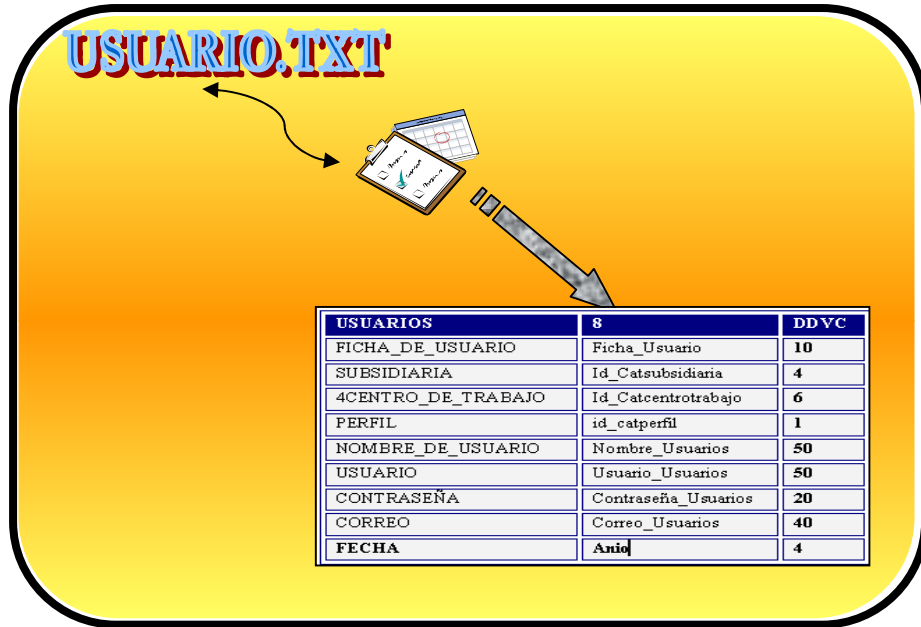 USUARIO.TXT
USUARIOS 8 DDVC
FICHA_DE_USUARIO Ficha_Usuario 10
SUBSIDIARIA Id_Catsubsidiaria 4
4CENTRO_DE_TRABAJO Id_Catcentrotrabajo 6
PERFIL id_catperfil 1
NOMBRE_DE_USUARIO Nombre_Usuarios 50
USUARIO Usuario_Usuarios 50
CONTRASEÑA Contraseña_Usuarios 20
CORREO Correo_Usuarios 40
FECHA Anio 4